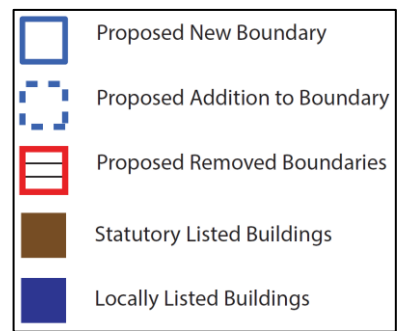 Proposed New Boundary
Proposed Addition to Boundary
Proposed Removed Boundaries
Statutory Listed Buildings
Locally Listed Buildings